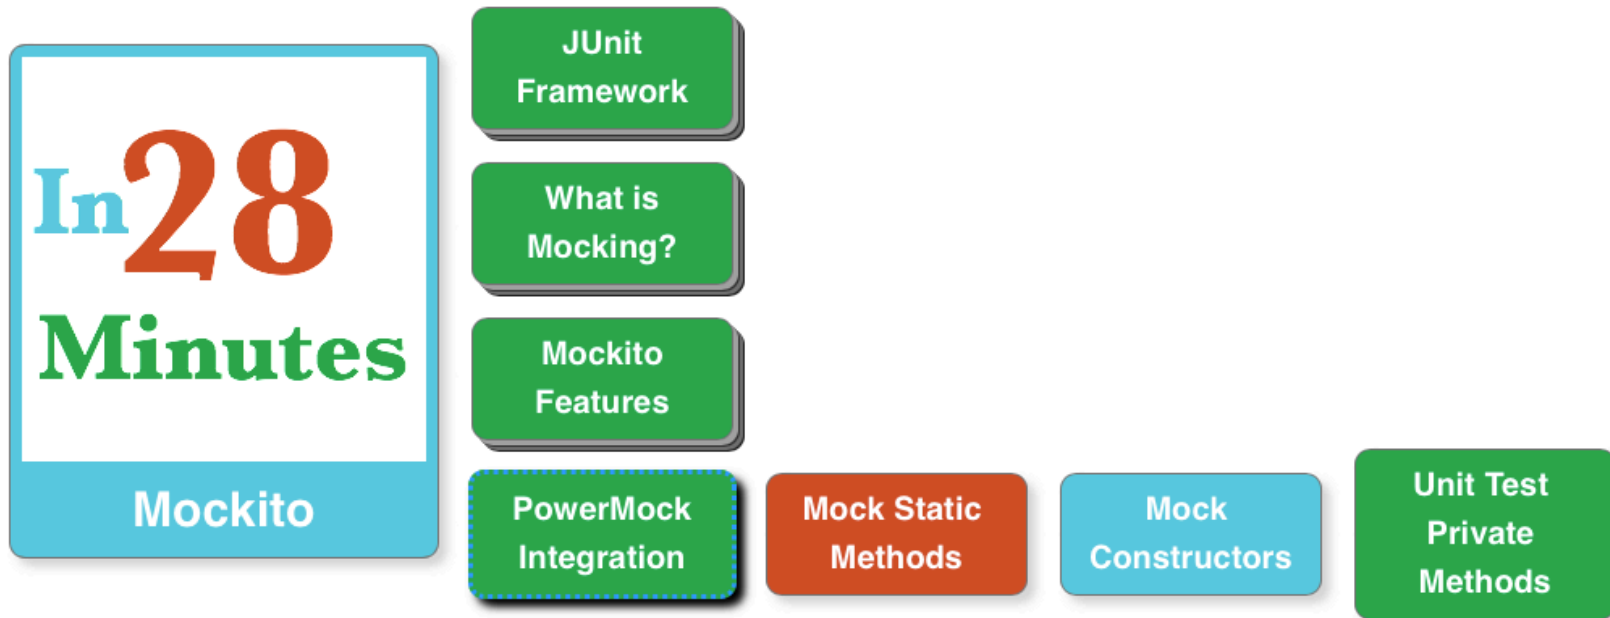 In28
Minutes
Mockito
JUnit
Framework
What is
Mocking?
Mockito
Features
PowerMock
Integration
Mock Static
Methods
Mock
Constructors
Unit Test
Private
Methods